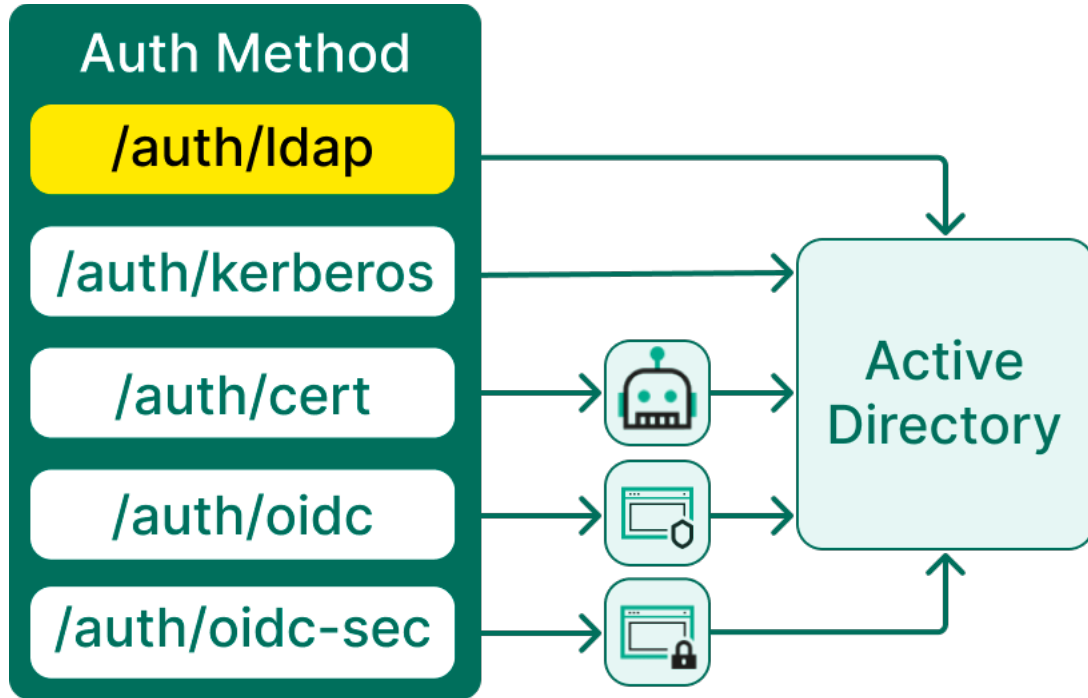 Auth Method
/auth/ldap
/auth/kerberos
/auth/cert
/auth/oidc
/auth/oidc-sec
Active
Directory